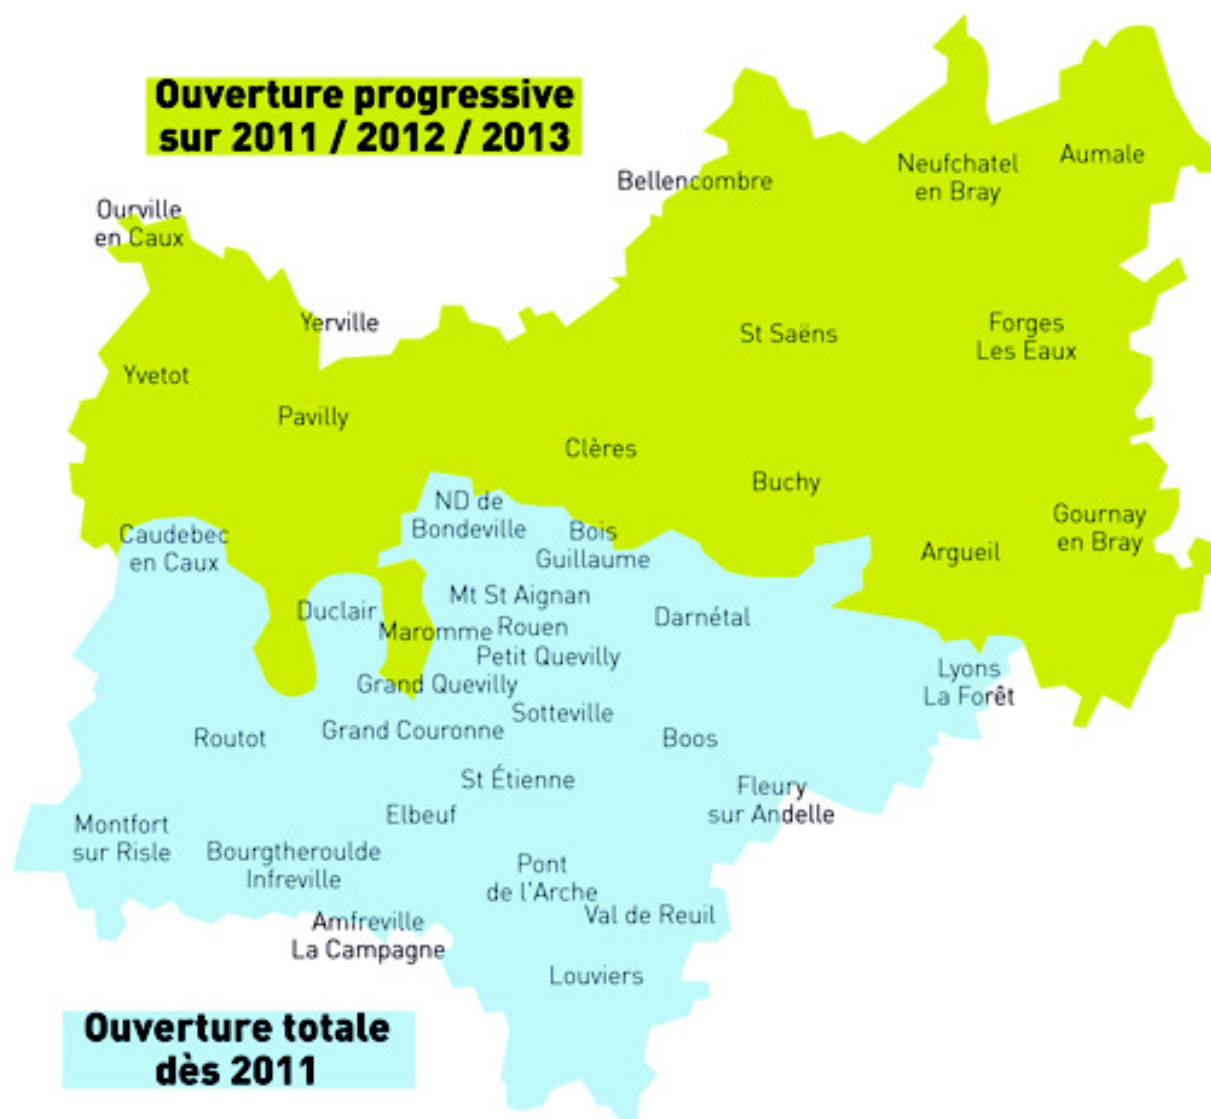 Ouverture progressive
sur 2011 / 2012 / 2013
Aumale
Neufchatel
en Bray
Bellencombre
Ourville
en Caux
Yerville
St Saëns
Forges
Les Eaux
Yvetot
Pavilly
Clères
Buchy
ND de
Bondeville
Bois
Guillaume
Gournay
en Bray
Argueil
Caudebec
en Caux
Duclair
Mt St Aignan
Maromme
Rouen
Darnétal
Petit Quevilly
Grand Quevilly
Lyons
La Forêt
Sotteville
Grand Couronne
Routot
Boos
St Étienne
Fleury
sur Andelle
Elbeuf
Montfort
sur Risle
Bourgtheroulde
Infreville
Pont
de l'Arche
Val de Reuil
Amfreville
La Campagne
Louviers
Ouverture totale
dès 2011